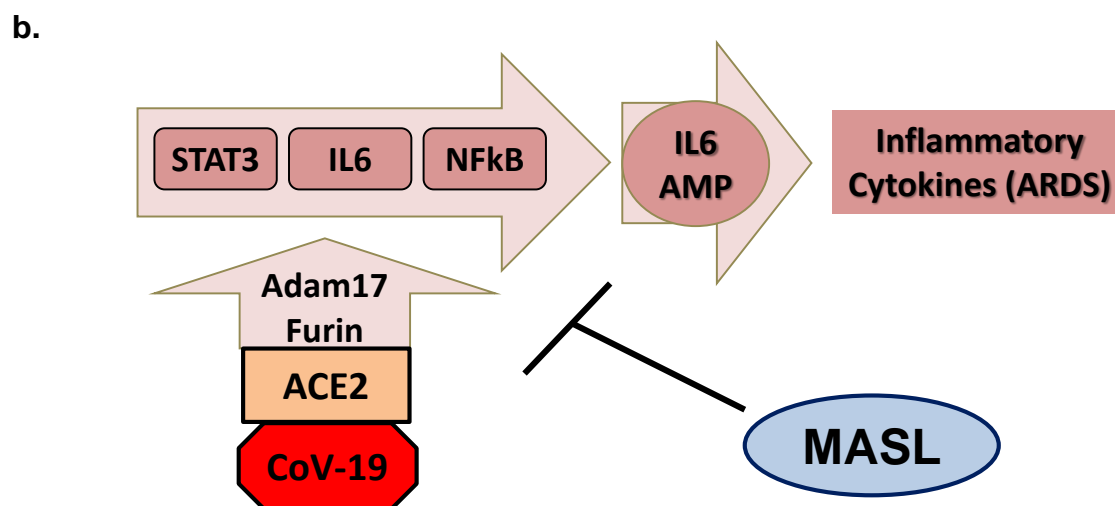 b.
STAT3
IL6
NFkB
IL6
AMP
Inflammatory
Cytokines (ARDS)
Adam17
Furin
ACE2
CoV-19
MASL